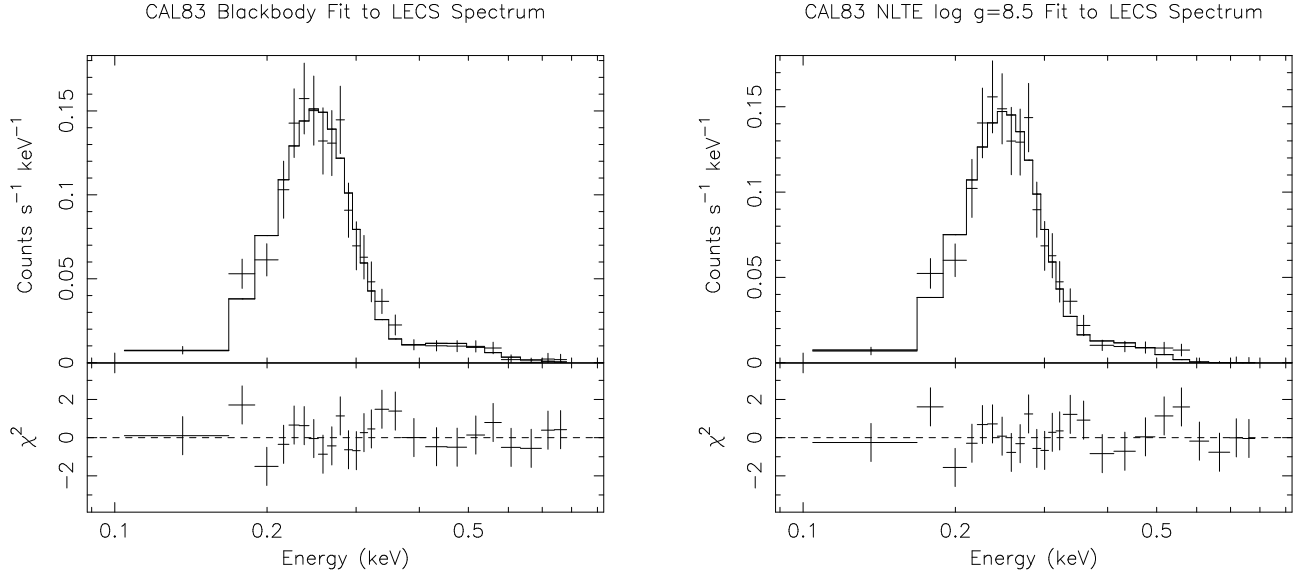 CAL83 Blackbody Fit to LECS Spectrum
Counts s⁻¹ keV⁻¹
0.15
0.1
0.05
0
χ²
2
0
−2
0.1 0.2 0.5
Energy (keV)
CAL83 NLTE log g=8.5 Fit to LECS Spectrum
Counts s⁻¹ keV⁻¹
0.15
0.1
0.05
0
χ²
2
0
−2
0.1 0.2 0.5
Energy (keV)